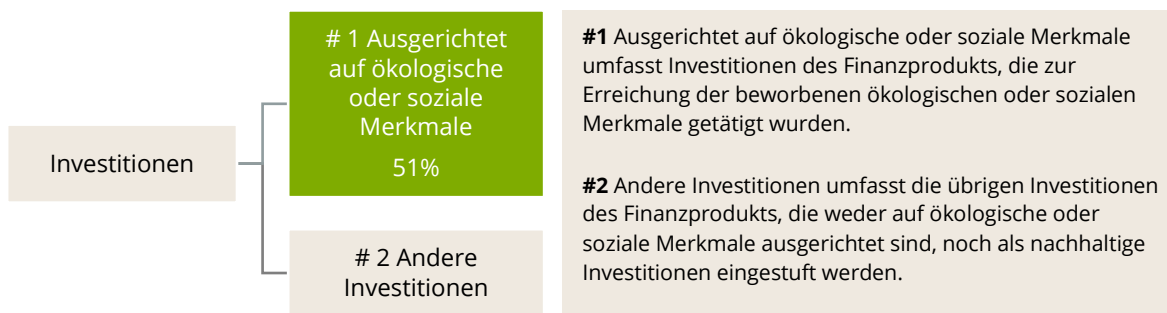 Investitionen
# 1 Ausgerichtet
auf ökologische
oder soziale
Merkmale
51%
# 2 Andere
Investitionen
#1 Ausgerichtet auf ökologische oder soziale Merkmale
umfasst Investitionen des Finanzprodukts, die zur
Erreichung der beworbenen ökologischen oder sozialen
Merkmale getätigt wurden.
#2 Andere Investitionen umfasst die übrigen Investitionen
des Finanzprodukts, die weder auf ökologische oder
soziale Merkmale ausgerichtet sind, noch als nachhaltige
Investitionen eingestuft werden.